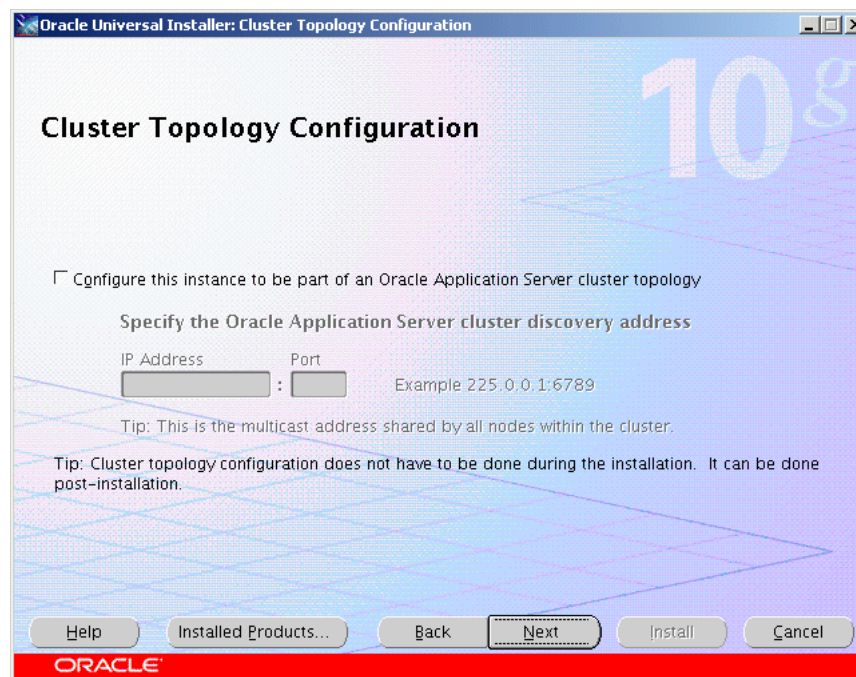 Oracle Universal Installer: Cluster Topology Configuration
10g
Cluster Topology Configuration
Configure this instance to be part of an Oracle Application Server cluster topology
Specify the Oracle Application Server cluster discovery address
IP Address Port
: Example 225.0.0.1:6789
Tip: This is the multicast address shared by all nodes within the cluster.
Tip: Cluster topology configuration does not have to be done during the installation. It can be done
post-installation.
Help Installed Products... Back Next Install Cancel
ORACLE